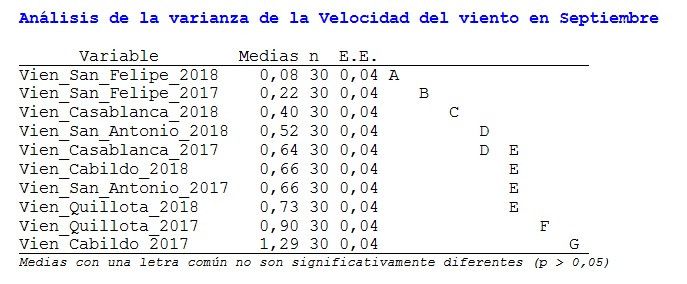 Análisis de la varianza de la Velocidad del viento en Septiembre
Variable Medias n E.E.
Vien_San_Felipe_2018 0,08 30 0,04 A
Vien_San_Felipe_2017 0,22 30 0,04 B
Vien_Casablanca_2018 0,40 30 0,04 C
Vien_San_Antonio_2018 0,52 30 0,04 D
Vien_Casablanca_2017 0,64 30 0,04 D E
Vien_Cabildo_2018 0,66 30 0,04 E
Vien_San_Antonio_2017 0,66 30 0,04 E
Vien_Quillota_2018 0,73 30 0,04 E
Vien_Quillota_2017 0,90 30 0,04 F
Vien_Cabildo_2017 1,29 30 0,04 G
Medias con una letra común no son significativamente diferentes (p > 0,05)